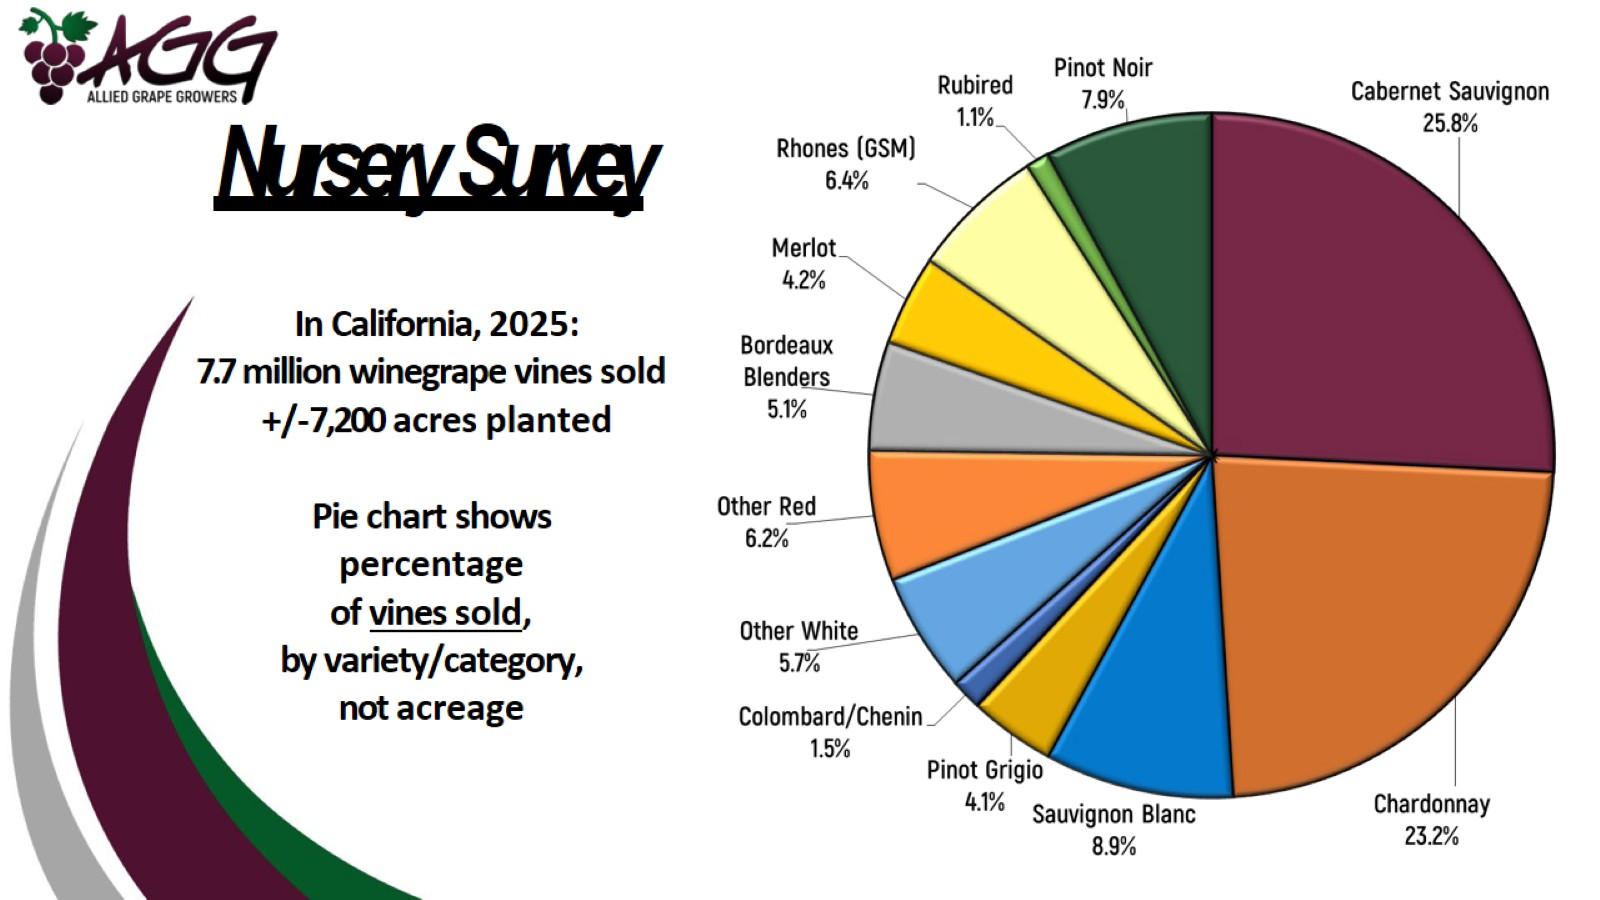 AGG
ALLIED GRAPE GROWERS
Nursery Survey
In California, 2025:
7.7 million winegrape vines sold
+/-7,200 acres planted
Pie chart shows
percentage
of vines sold,
by variety/category,
not acreage
Pinot Noir
7.9%
Rubired
1.1%
Rhones (GSM)
6.4%
Merlot
4.2%
Bordeaux
Blenders
5.1%
Other Red
6.2%
Other White
5.7%
Colombard/Chenin
1.5%
Pinot Grigio
4.1%
Sauvignon Blanc
8.9%
Chardonnay
23.2%
Cabernet Sauvignon
25.8%